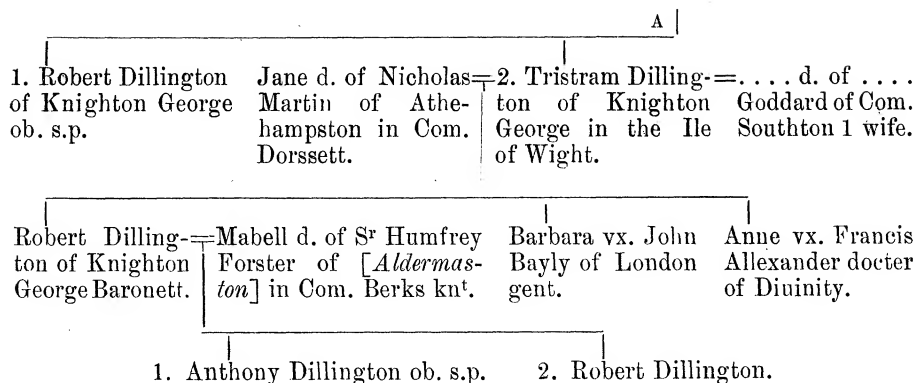 A
1. Robert Dillington
of Knighton George
ob. s.p.
Jane d. of Nicholas
Martin of Athe-
hampston in Com.
Dorssett.
2. Tristram Dilling-
ton of Knighton
George in the Ile
of Wight.
. . . . d. of . . . .
Goddard of Com.
Southton 1 wife.
Robert Dilling-
ton of Knighton
George Baronett.
Mabell d. of Sʳ Humfrey
Forster of [Aldermas-
ton] in Com. Berks knᵗ.
Barbara vx. John
Bayly of London
gent.
Anne vx. Francis
Allexander docter
of Diuinity.
1. Anthony Dillington ob. s.p.
2. Robert Dillington.